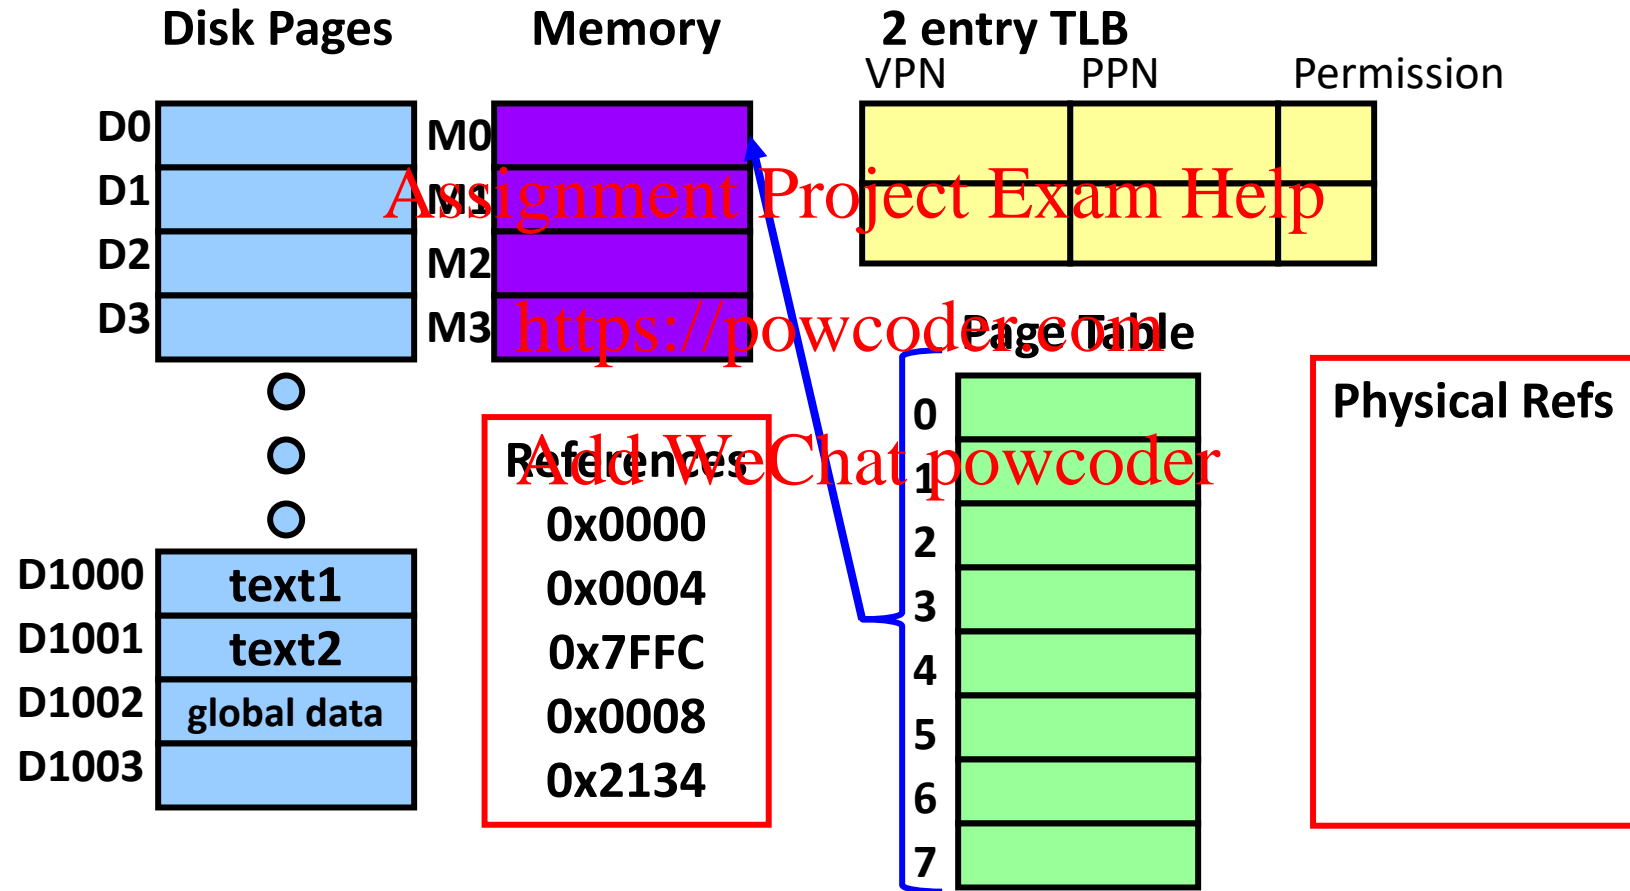 Disk Pages
Memory
2 entry TLB
VPN
PPN
Permission
D0
D1
D2
D3
M0
M1
M2
M3
Assignment Project Exam Help
https://powcoder.com
Page Table
Add WeChat powcoder
References
0x0000
0x0004
0x7FFC
0x0008
0x2134
0
1
2
3
4
5
6
7
Physical Refs
D1000
text1
D1001
text2
D1002
global data
D1003